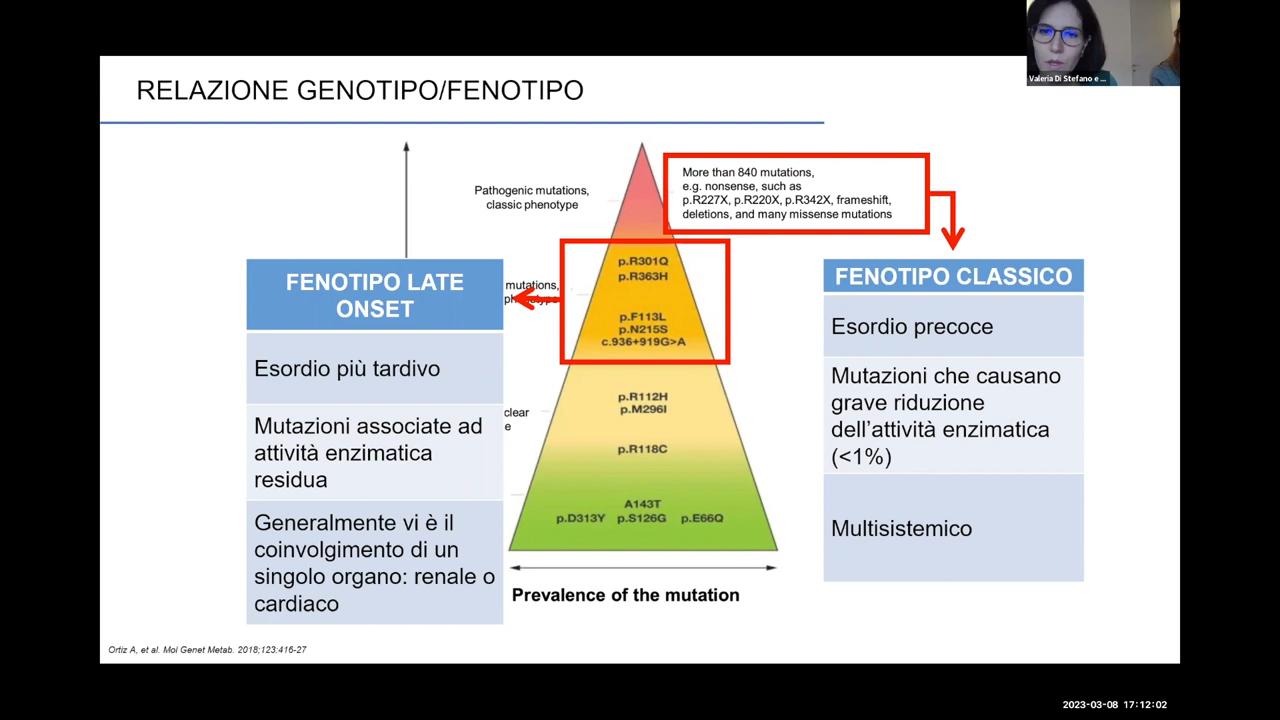 Valeria Di Stefano e ...
RELAZIONE GENOTIPO/FENOTIPO
Pathogenic mutations,
classic phenotype
More than 840 mutations,
e.g. nonsense, such as
p.R227X, p.R220X, p.R342X, frameshift,
deletions, and many missense mutations
p.R301Q
p.R363H
p.F113L
p.N215S
c.936+919G>A
mutations,
p.R112H
p.M296I
p.R118C
A143T
p.D313Y p.S126G p.E66Q
clear
e
Prevalence of the mutation
FENOTIPO LATE
ONSET
Esordio più tardivo
Mutazioni associate ad
attività enzimatica
residua
Generalmente vi è il
coinvolgimento di un
singolo organo: renale o
cardiaco
FENOTIPO CLASSICO
Esordio precoce
Mutazioni che causano
grave riduzione
dell'attività enzimatica
(<1%)
Multisistemico
Ortiz A, et al. Mol Genet Metab. 2018;123:416-27
2023-03-08 17:12:02